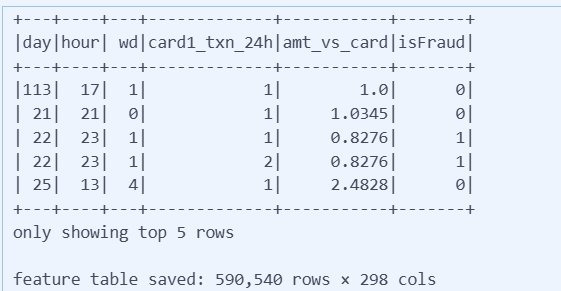 +---+----+---+-------------+-----------+-------+
|day|hour| wd|card1_txn_24h|amt_vs_card|isFraud|
+---+----+---+-------------+-----------+-------+
|113|  17|  1|            1|        1.0|      0|
| 21|  21|  0|            1|     1.0345|      0|
| 22|  23|  1|            1|     0.8276|      1|
| 22|  23|  1|            2|     0.8276|      1|
| 25|  13|  4|            1|     2.4828|      0|
+---+----+---+-------------+-----------+-------+
only showing top 5 rows
feature table saved: 590,540 rows × 298 cols